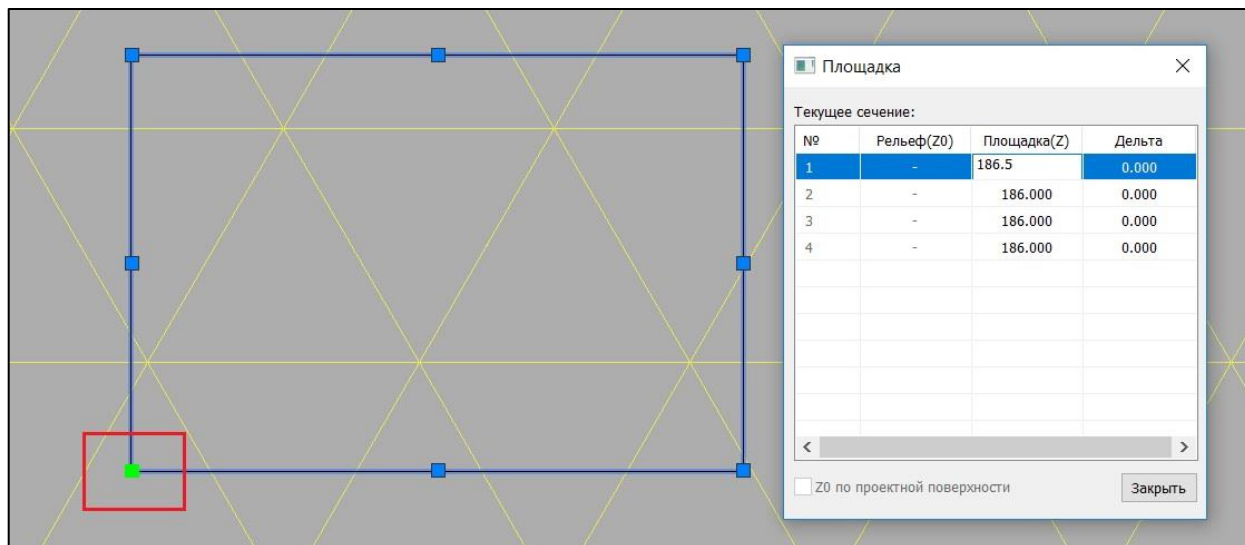 Площадка
Текущее сечение:
№ Рельеф(Z0) Площадка(Z) Дельта
1 - 186.5 0.000
2 - 186.000 0.000
3 - 186.000 0.000
4 - 186.000 0.000
Z0 по проектной поверхности
Закрыть